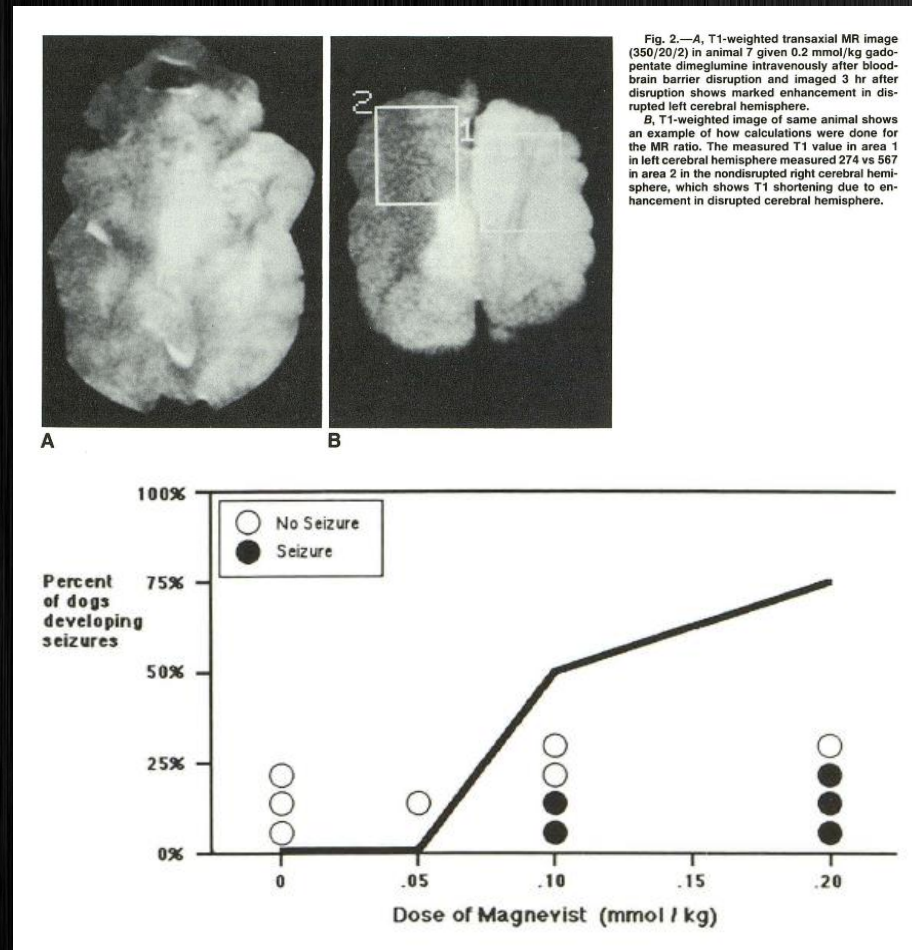 Fig. 2.—A, T1-weighted transaxial MR image
(350/20/2) in animal 7 given 0.2 mmol/kg gado-
pentate dimeglumine intravenously after blood-
brain barrier disruption and imaged 3 hr after
disruption shows marked enhancement in dis-
rupted left cerebral hemisphere.
B, T1-weighted image of same animal shows
an example of how calculations were done for
the MR ratio. The measured T1 value in area 1
in left cerebral hemisphere measured 274 vs 567
in area 2 in the nondisrupted right cerebral hemi-
sphere, which shows T1 shortening due to en-
hancement in disrupted cerebral hemisphere.
2
1
A
B
100%
No Seizure
Seizure
Percent
of dogs
developing
seizures
75%
50%
25%
0%
0
.05
.10
.15
.20
Dose of Magnevist (mmol / kg)